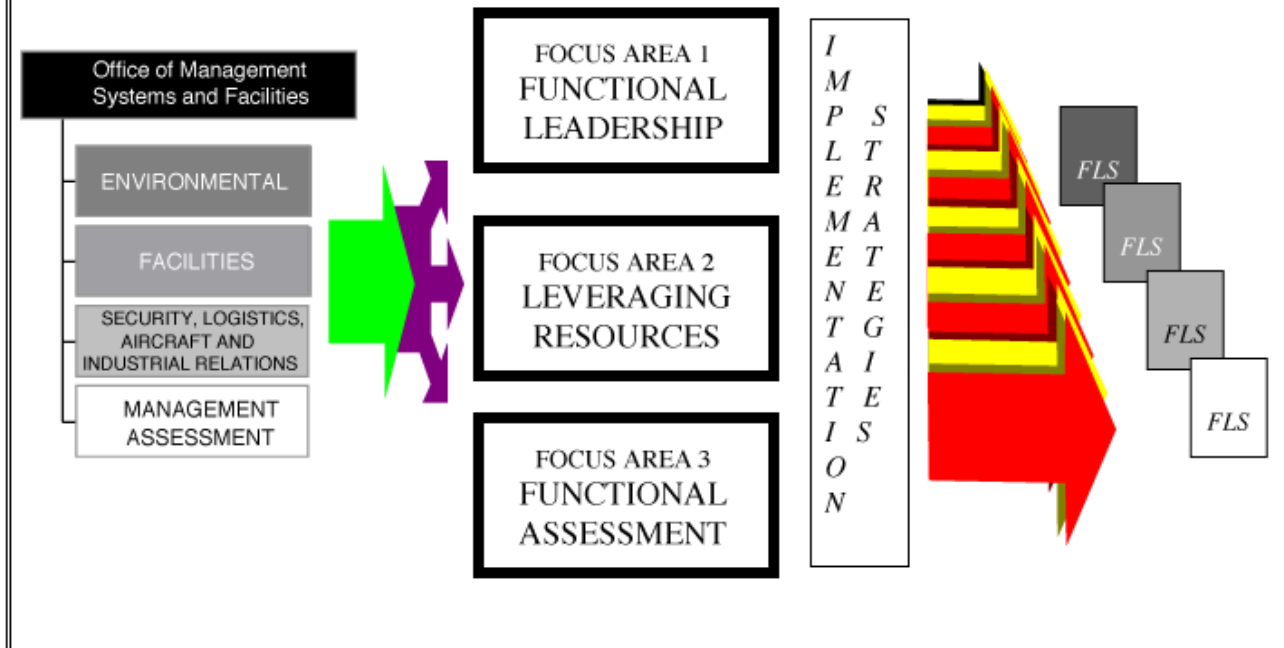 Office of Management
Systems and Facilities
ENVIRONMENTAL
FACILITIES
SECURITY, LOGISTICS,
AIRCRAFT AND
INDUSTRIAL RELATIONS
MANAGEMENT
ASSESSMENT
FOCUS AREA 1
FUNCTIONAL
LEADERSHIP
FOCUS AREA 2
LEVERAGING
RESOURCES
FOCUS AREA 3
FUNCTIONAL
ASSESSMENT
IMPLEMENTATION
STRATEGIES
FLS
FLS
FLS
FLS